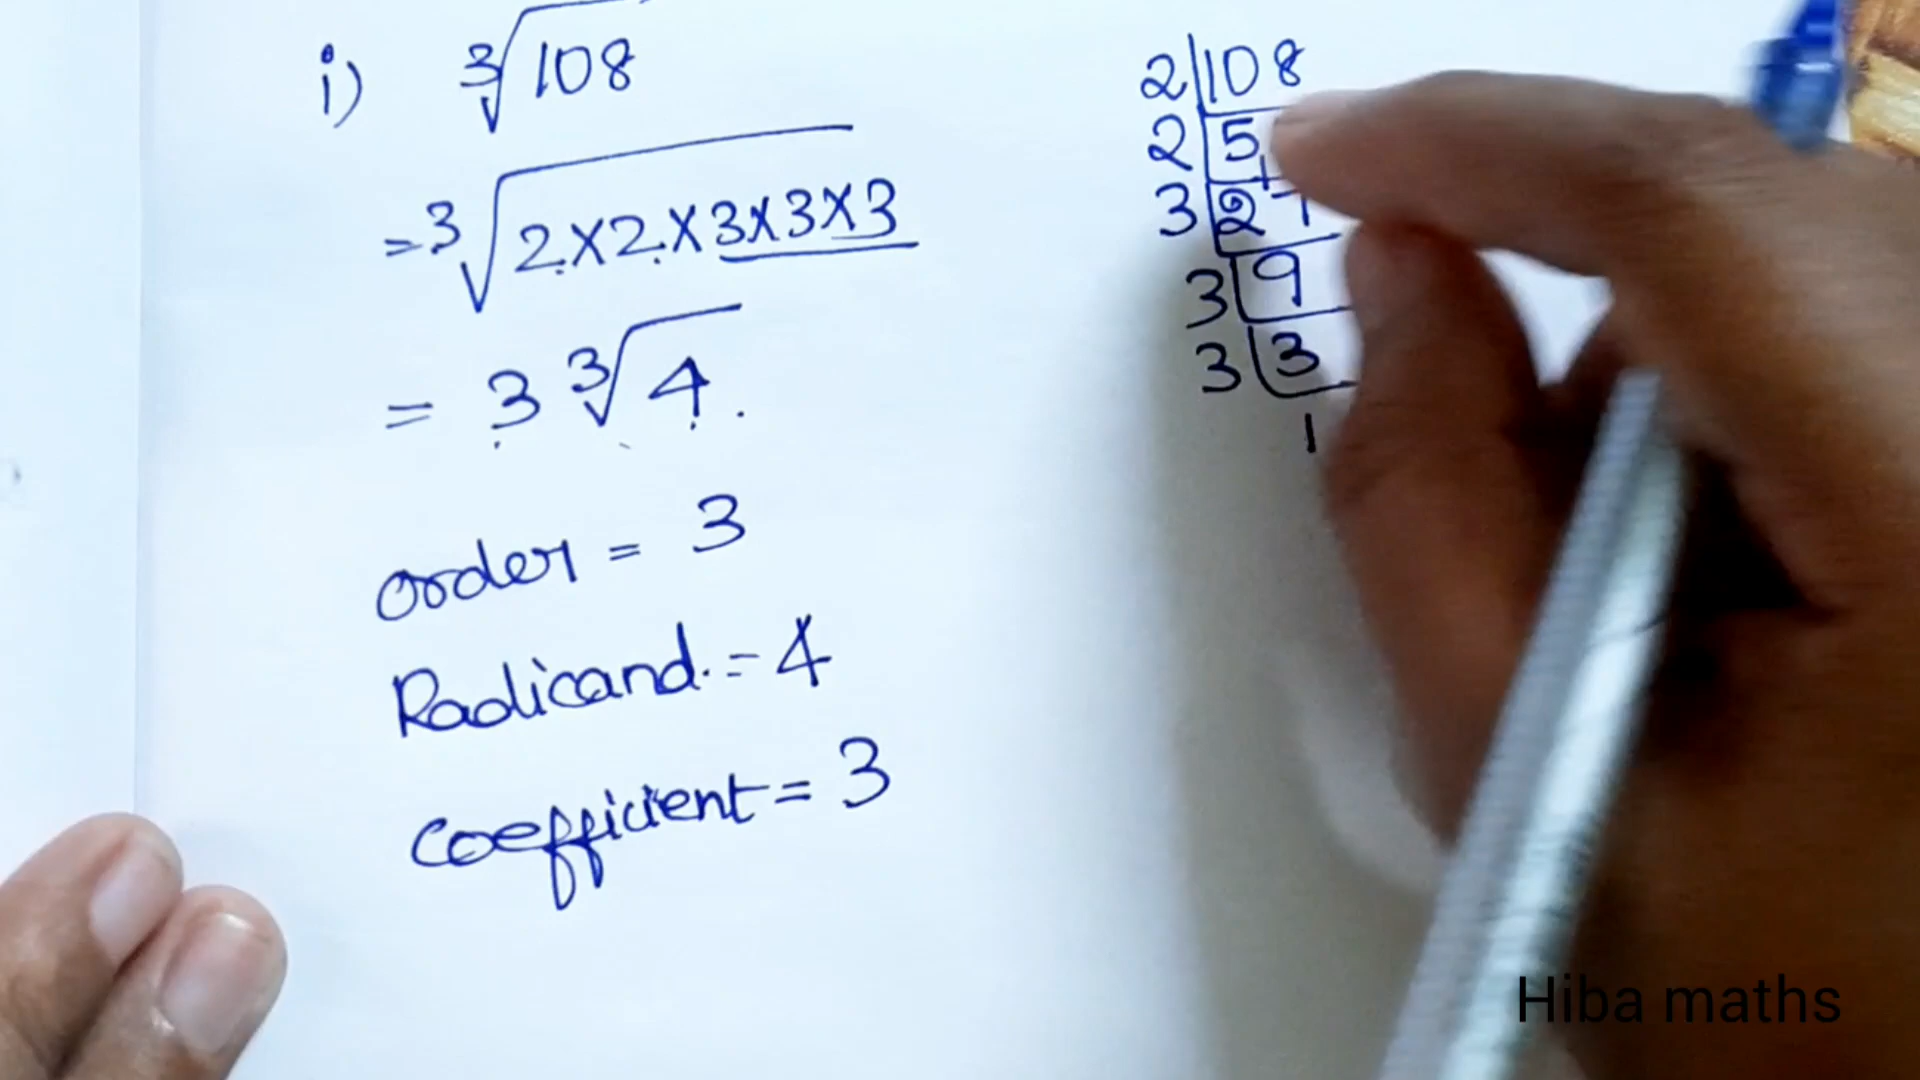 i) ∛108
= ∛2×2×3×3×3
= 3 ∛4.
order = 3
Radicand. = 4
coefficient = 3
2 | 108
2 | 5
3 | 27
3 | 9
3 | 3
1
Hiba maths